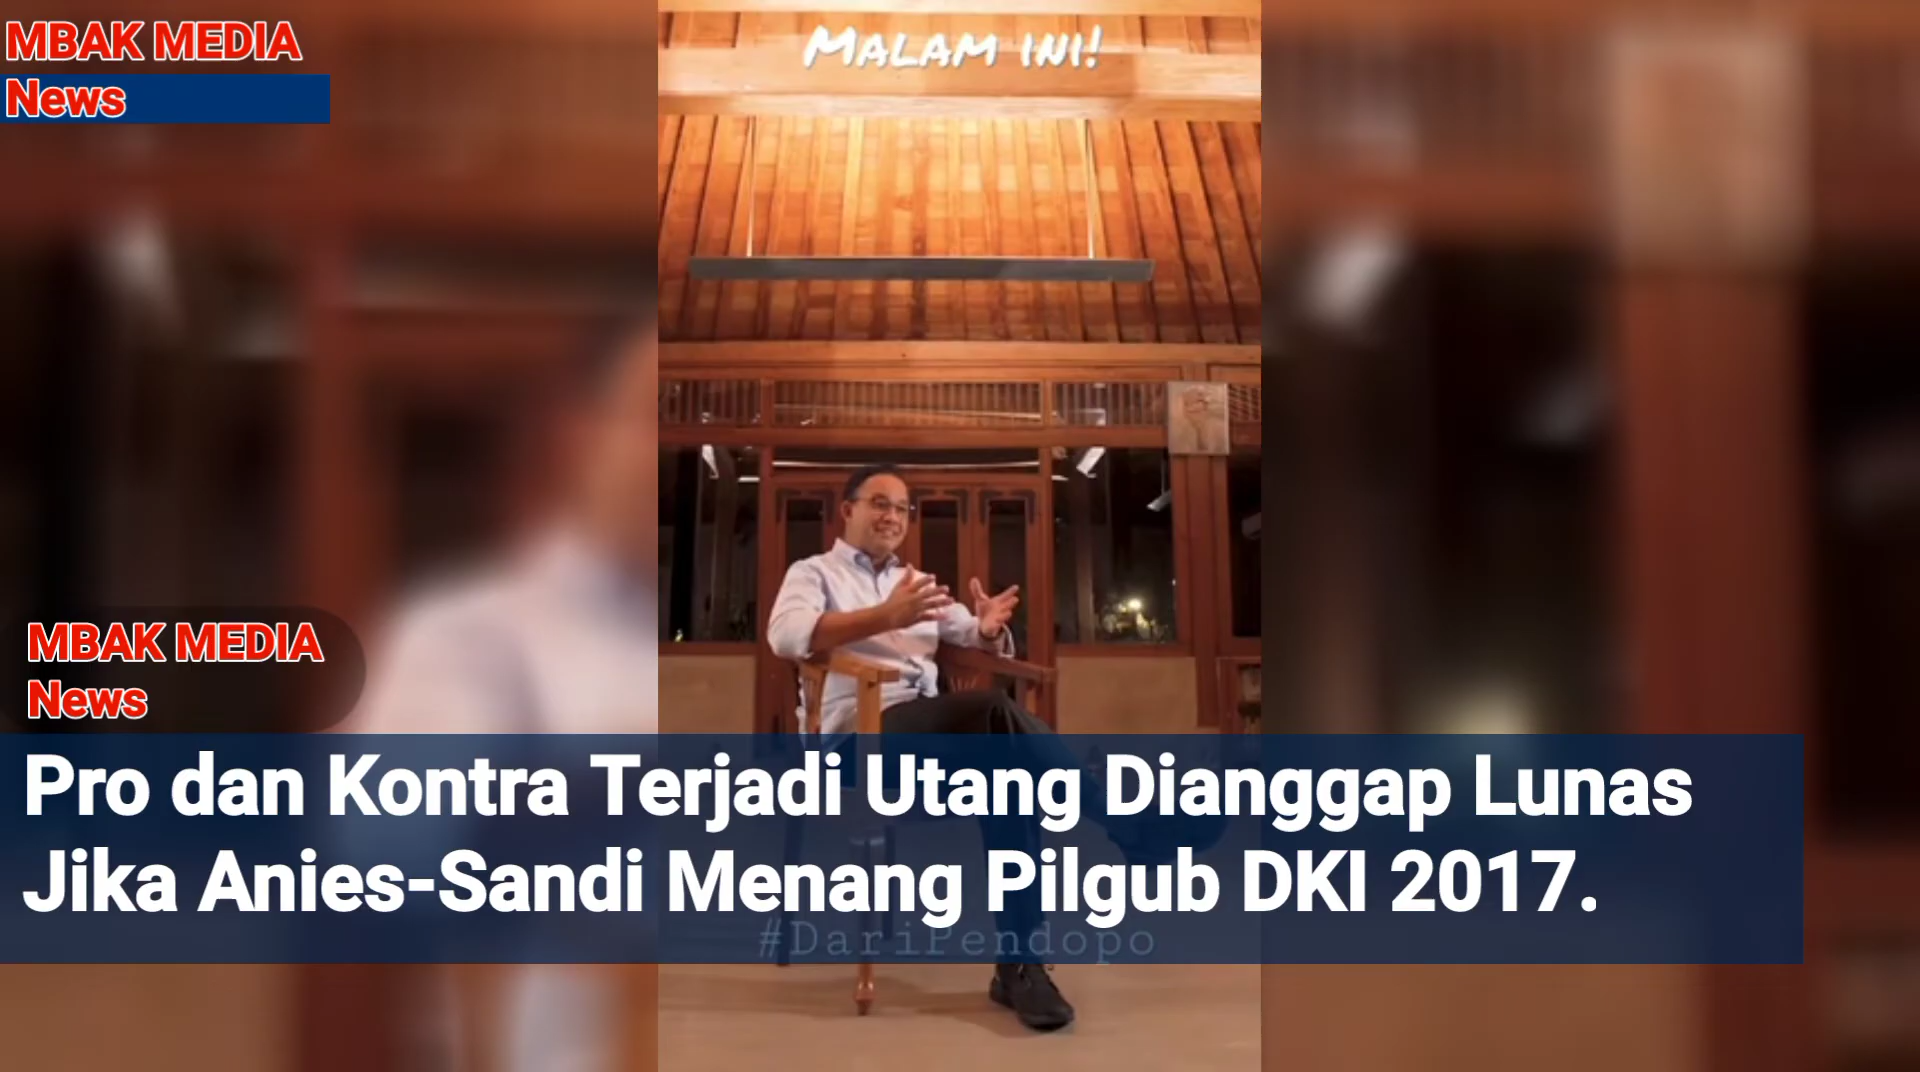 MBAK MEDIA
News
MALAM INI!
MBAK MEDIA
News
Pro dan Kontra Terjadi Utang Dianggap Lunas
Jika Anies-Sandi Menang Pilgub DKI 2017.
#DariPendopo